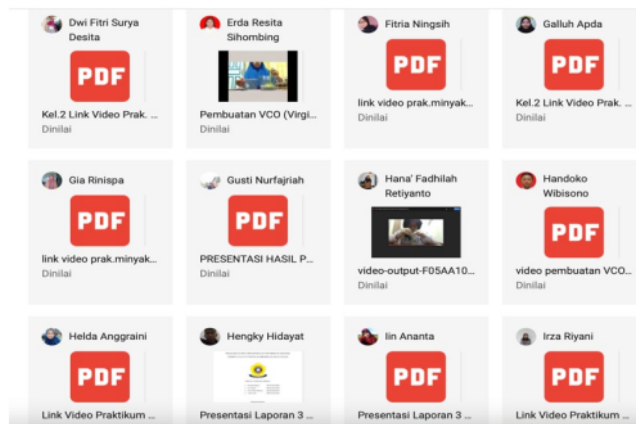 Dwi Fitri Surya
Desita
PDF
Kel.2 Link Video Prak. ...
Dinilai
Erda Resita
Sihombing
Pembuatan VCO (Virgi...
Dinilai
Fitria Ningsih
PDF
link video prak.minyak...
Dinilai
Galluh Apda
PDF
Kel.2 Link Video Prak. ...
Dinilai
Gia Rinispa
PDF
link video prak.minyak...
Dinilai
Gusti Nurfajriah
PDF
PRESENTASI HASIL P...
Dinilai
Hana' Fadhilah
Retiyanto
video-output-F05AA10...
Dinilai
Handoko
Wibisono
PDF
video pembuatan VCO...
Dinilai
Helda Anggraini
PDF
Link Video Praktikum ...
Hengky Hidayat
Presentasi Laporan 3 ...
Iin Ananta
PDF
Presentasi Laporan 3 ...
Irza Riyani
PDF
Link Video Praktikum ...